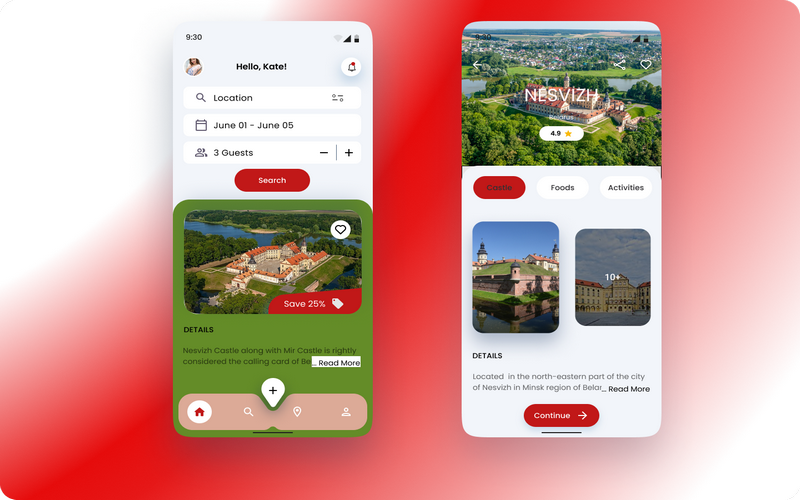 9:30
Hello, Kate!
Location
June 01 - June 05
3 Guests
Search
Save 25%
DETAILS
Nesvizh Castle along with Mir Castle is rightly
considered the calling card of Be... Read More
9:30
NESVIZH
Belarus
4.9
Castle
Foods
Activities
10+
DETAILS
Located in the north-eastern part of the city
of Nesvizh in Minsk region of Belar... Read More
Continue